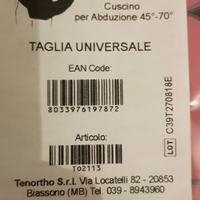 Cuscino
per Abduzione 45°-70°
TAGLIA UNIVERSALE
EAN Code:
8033976197872
Articolo:
TO2113
LOT C39T270818E
Tenortho S.r.l. Via Locatelli 82 - 20853
Biassono (MB) Tel. 039 - 8943960